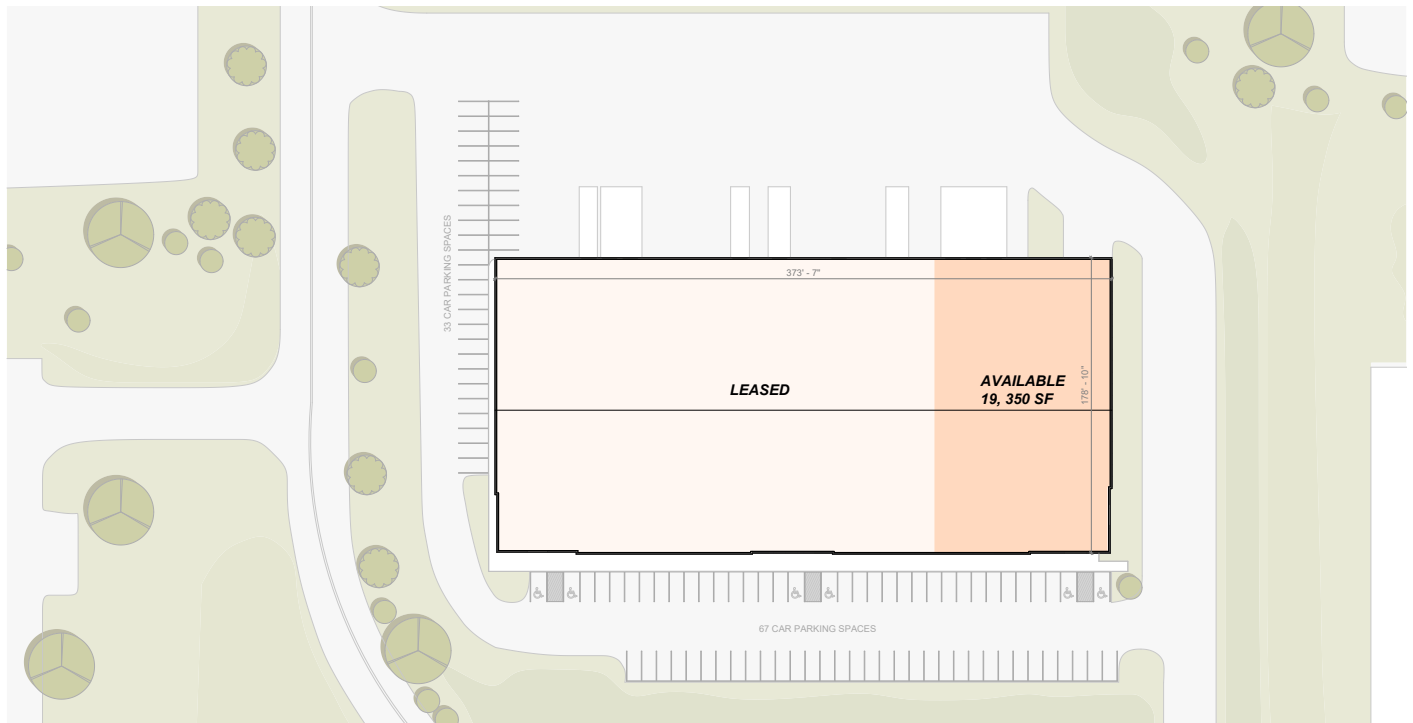 33 CAR PARKING SPACES
373' - 7"
LEASED
AVAILABLE
19, 350 SF
178' - 10"
67 CAR PARKING SPACES